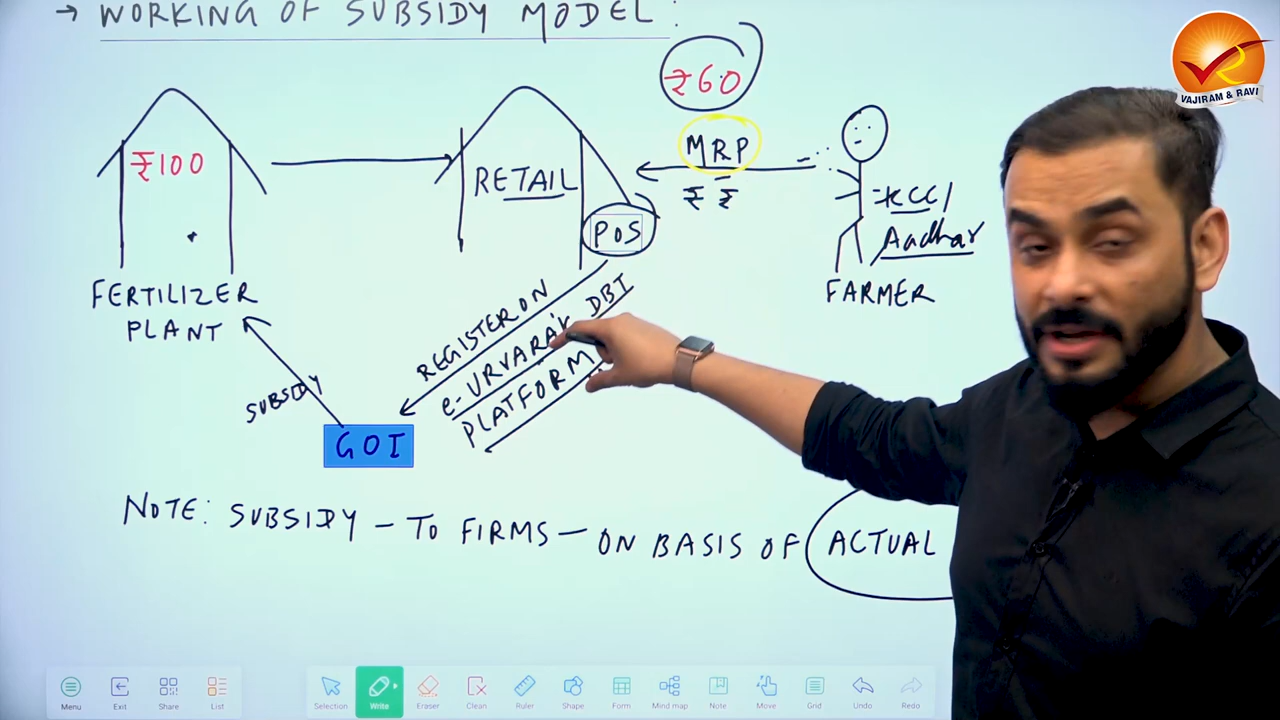 → WORKING OF SUBSIDY MODEL:
₹60
VAJIRAM & RAVI
₹100
RETAIL
MRP
₹ ₹
POS
KCC/
Aadhar
FERTILIZER
PLANT
FARMER
REGISTER ON
e-URVARAK DBT
PLATFORM
SUBSIDY
GOI
NOTE: SUBSIDY – TO FIRMS – ON BASIS OF ACTUAL
Menu
Exit
Share
List
Selection
Write
Eraser
Clean
Ruler
Shape
Form
Mind map
Note
Move
Grid
Undo
Redo